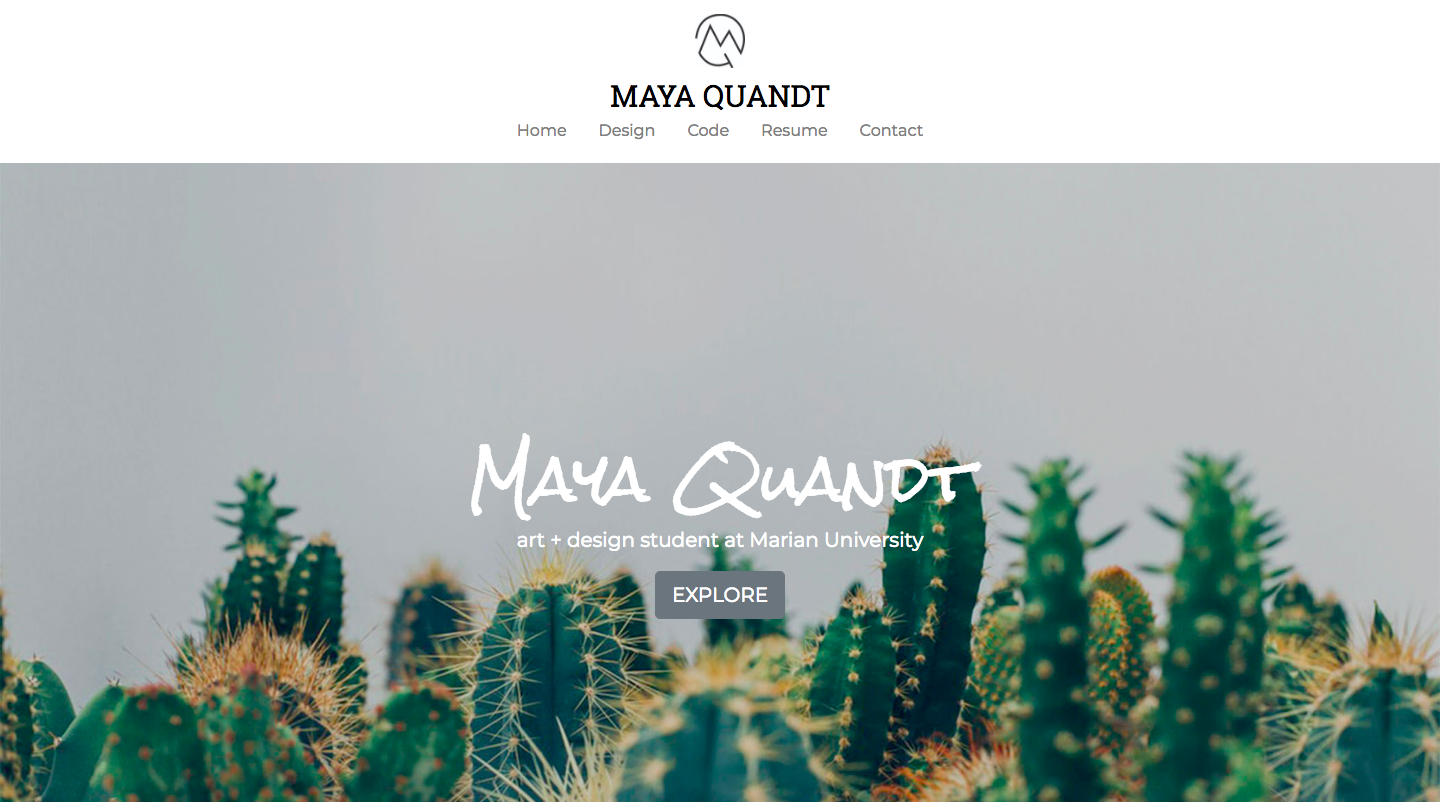 MAYA QUANDT
Home Design Code Resume Contact
Maya Quandt
art + design student at Marian University
EXPLORE